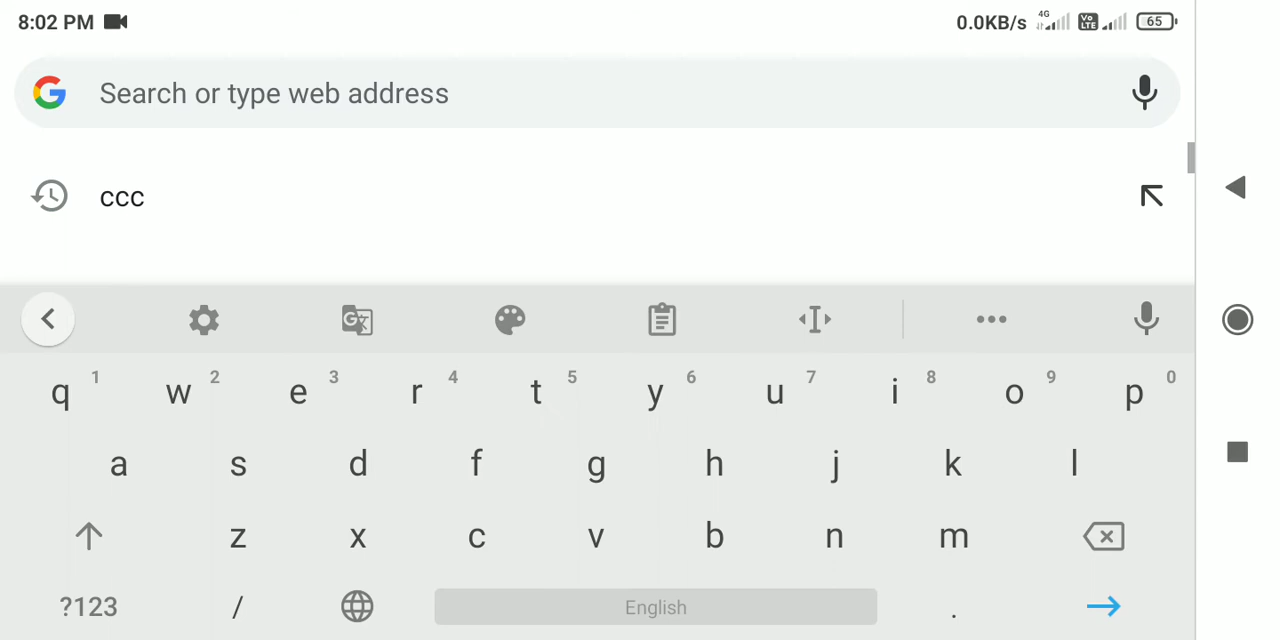 8:02 PM 0.0KB/s 4G Vo LTE 65
Search or type web address
ccc
q 1 w 2 e 3 r 4 t 5 y 6 u 7 i 8 o 9 p 0
a s d f g h j k l
z x c v b n m
?123 / English .